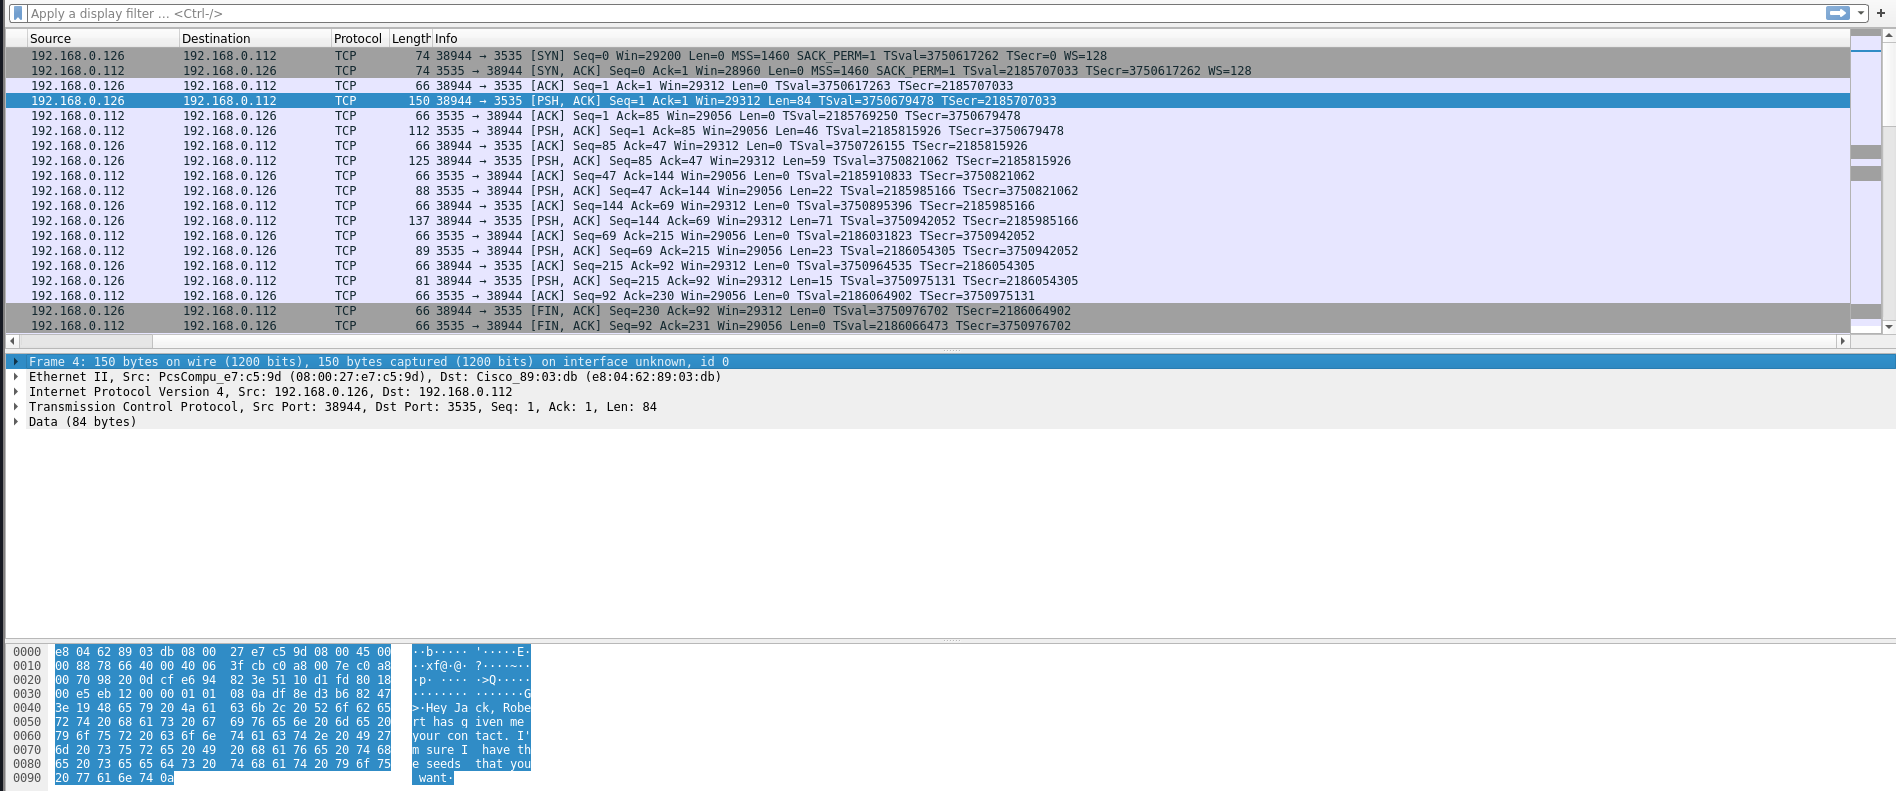 Apply a display filter ... <Ctrl-/>
Source Destination Protocol Length Info
192.168.0.126 192.168.0.112 TCP 74 38944 → 3535 [SYN] Seq=0 Win=29200 Len=0 MSS=1460 SACK_PERM=1 TSval=3750617262 TSecr=0 WS=128
192.168.0.112 192.168.0.126 TCP 74 3535 → 38944 [SYN, ACK] Seq=0 Ack=1 Win=28960 Len=0 MSS=1460 SACK_PERM=1 TSval=2185707033 TSecr=3750617262 WS=128
192.168.0.126 192.168.0.112 TCP 66 38944 → 3535 [ACK] Seq=1 Ack=1 Win=29312 Len=0 TSval=3750617263 TSecr=2185707033
192.168.0.126 192.168.0.112 TCP 150 38944 → 3535 [PSH, ACK] Seq=1 Ack=1 Win=29312 Len=84 TSval=3750679478 TSecr=2185707033
192.168.0.112 192.168.0.126 TCP 66 3535 → 38944 [ACK] Seq=1 Ack=85 Win=29056 Len=0 TSval=2185769250 TSecr=3750679478
192.168.0.112 192.168.0.126 TCP 112 3535 → 38944 [PSH, ACK] Seq=1 Ack=85 Win=29056 Len=46 TSval=2185815926 TSecr=3750679478
192.168.0.126 192.168.0.112 TCP 66 38944 → 3535 [ACK] Seq=85 Ack=47 Win=29312 Len=0 TSval=3750726155 TSecr=2185815926
192.168.0.126 192.168.0.112 TCP 125 38944 → 3535 [PSH, ACK] Seq=85 Ack=47 Win=29312 Len=59 TSval=3750821062 TSecr=2185815926
192.168.0.112 192.168.0.126 TCP 66 3535 → 38944 [ACK] Seq=47 Ack=144 Win=29056 Len=0 TSval=2185910833 TSecr=3750821062
192.168.0.112 192.168.0.126 TCP 88 3535 → 38944 [PSH, ACK] Seq=47 Ack=144 Win=29056 Len=22 TSval=2185985166 TSecr=3750821062
192.168.0.126 192.168.0.112 TCP 66 38944 → 3535 [ACK] Seq=144 Ack=69 Win=29312 Len=0 TSval=3750895396 TSecr=2185985166
192.168.0.126 192.168.0.112 TCP 137 38944 → 3535 [PSH, ACK] Seq=144 Ack=69 Win=29312 Len=71 TSval=3750942052 TSecr=2185985166
192.168.0.112 192.168.0.126 TCP 66 3535 → 38944 [ACK] Seq=69 Ack=215 Win=29056 Len=0 TSval=2186031823 TSecr=3750942052
192.168.0.112 192.168.0.126 TCP 89 3535 → 38944 [PSH, ACK] Seq=69 Ack=215 Win=29056 Len=23 TSval=2186054305 TSecr=3750942052
192.168.0.126 192.168.0.112 TCP 66 38944 → 3535 [ACK] Seq=215 Ack=92 Win=29312 Len=0 TSval=3750964535 TSecr=2186054305
192.168.0.126 192.168.0.112 TCP 81 38944 → 3535 [PSH, ACK] Seq=215 Ack=92 Win=29312 Len=15 TSval=3750975131 TSecr=2186054305
192.168.0.112 192.168.0.126 TCP 66 3535 → 38944 [ACK] Seq=92 Ack=230 Win=29056 Len=0 TSval=2186064902 TSecr=3750975131
192.168.0.126 192.168.0.112 TCP 66 38944 → 3535 [FIN, ACK] Seq=230 Ack=92 Win=29312 Len=0 TSval=3750976702 TSecr=2186064902
192.168.0.112 192.168.0.126 TCP 66 3535 → 38944 [FIN, ACK] Seq=92 Ack=231 Win=29056 Len=0 TSval=2186066473 TSecr=3750976702
Frame 4: 150 bytes on wire (1200 bits), 150 bytes captured (1200 bits) on interface unknown, id 0
Ethernet II, Src: PcsCompu_e7:c5:9d (08:00:27:e7:c5:9d), Dst: Cisco_89:03:db (e8:04:62:89:03:db)
Internet Protocol Version 4, Src: 192.168.0.126, Dst: 192.168.0.112
Transmission Control Protocol, Src Port: 38944, Dst Port: 3535, Seq: 1, Ack: 1, Len: 84
Data (84 bytes)
0000 e8 04 62 89 03 db 08 00 27 e7 c5 9d 08 00 45 00 ··b····· '·····E·
0010 00 88 78 66 40 00 40 06 3f cb c0 a8 00 7e c0 a8 ··xf@·@· ?····~··
0020 00 70 98 20 0d cf e6 94 82 3e 51 10 d1 fd 80 18 ·p· ···· ·>Q·····
0030 00 e5 eb 12 00 00 01 01 08 0a df 8e d3 b6 82 47 ········ ·······G
0040 3e 19 48 65 79 20 4a 61 63 6b 2c 20 52 6f 62 65 >·Hey Ja ck, Robe
0050 72 74 20 68 61 73 20 67 69 76 65 6e 20 6d 65 20 rt has g iven me
0060 79 6f 75 72 20 63 6f 6e 74 61 63 74 2e 20 49 27 your con tact. I'
0070 6d 20 73 75 72 65 20 49 20 68 61 76 65 20 74 68 m sure I have th
0080 65 20 73 65 65 64 73 20 74 68 61 74 20 79 6f 75 e seeds that you
0090 20 77 61 6e 74 0a want·